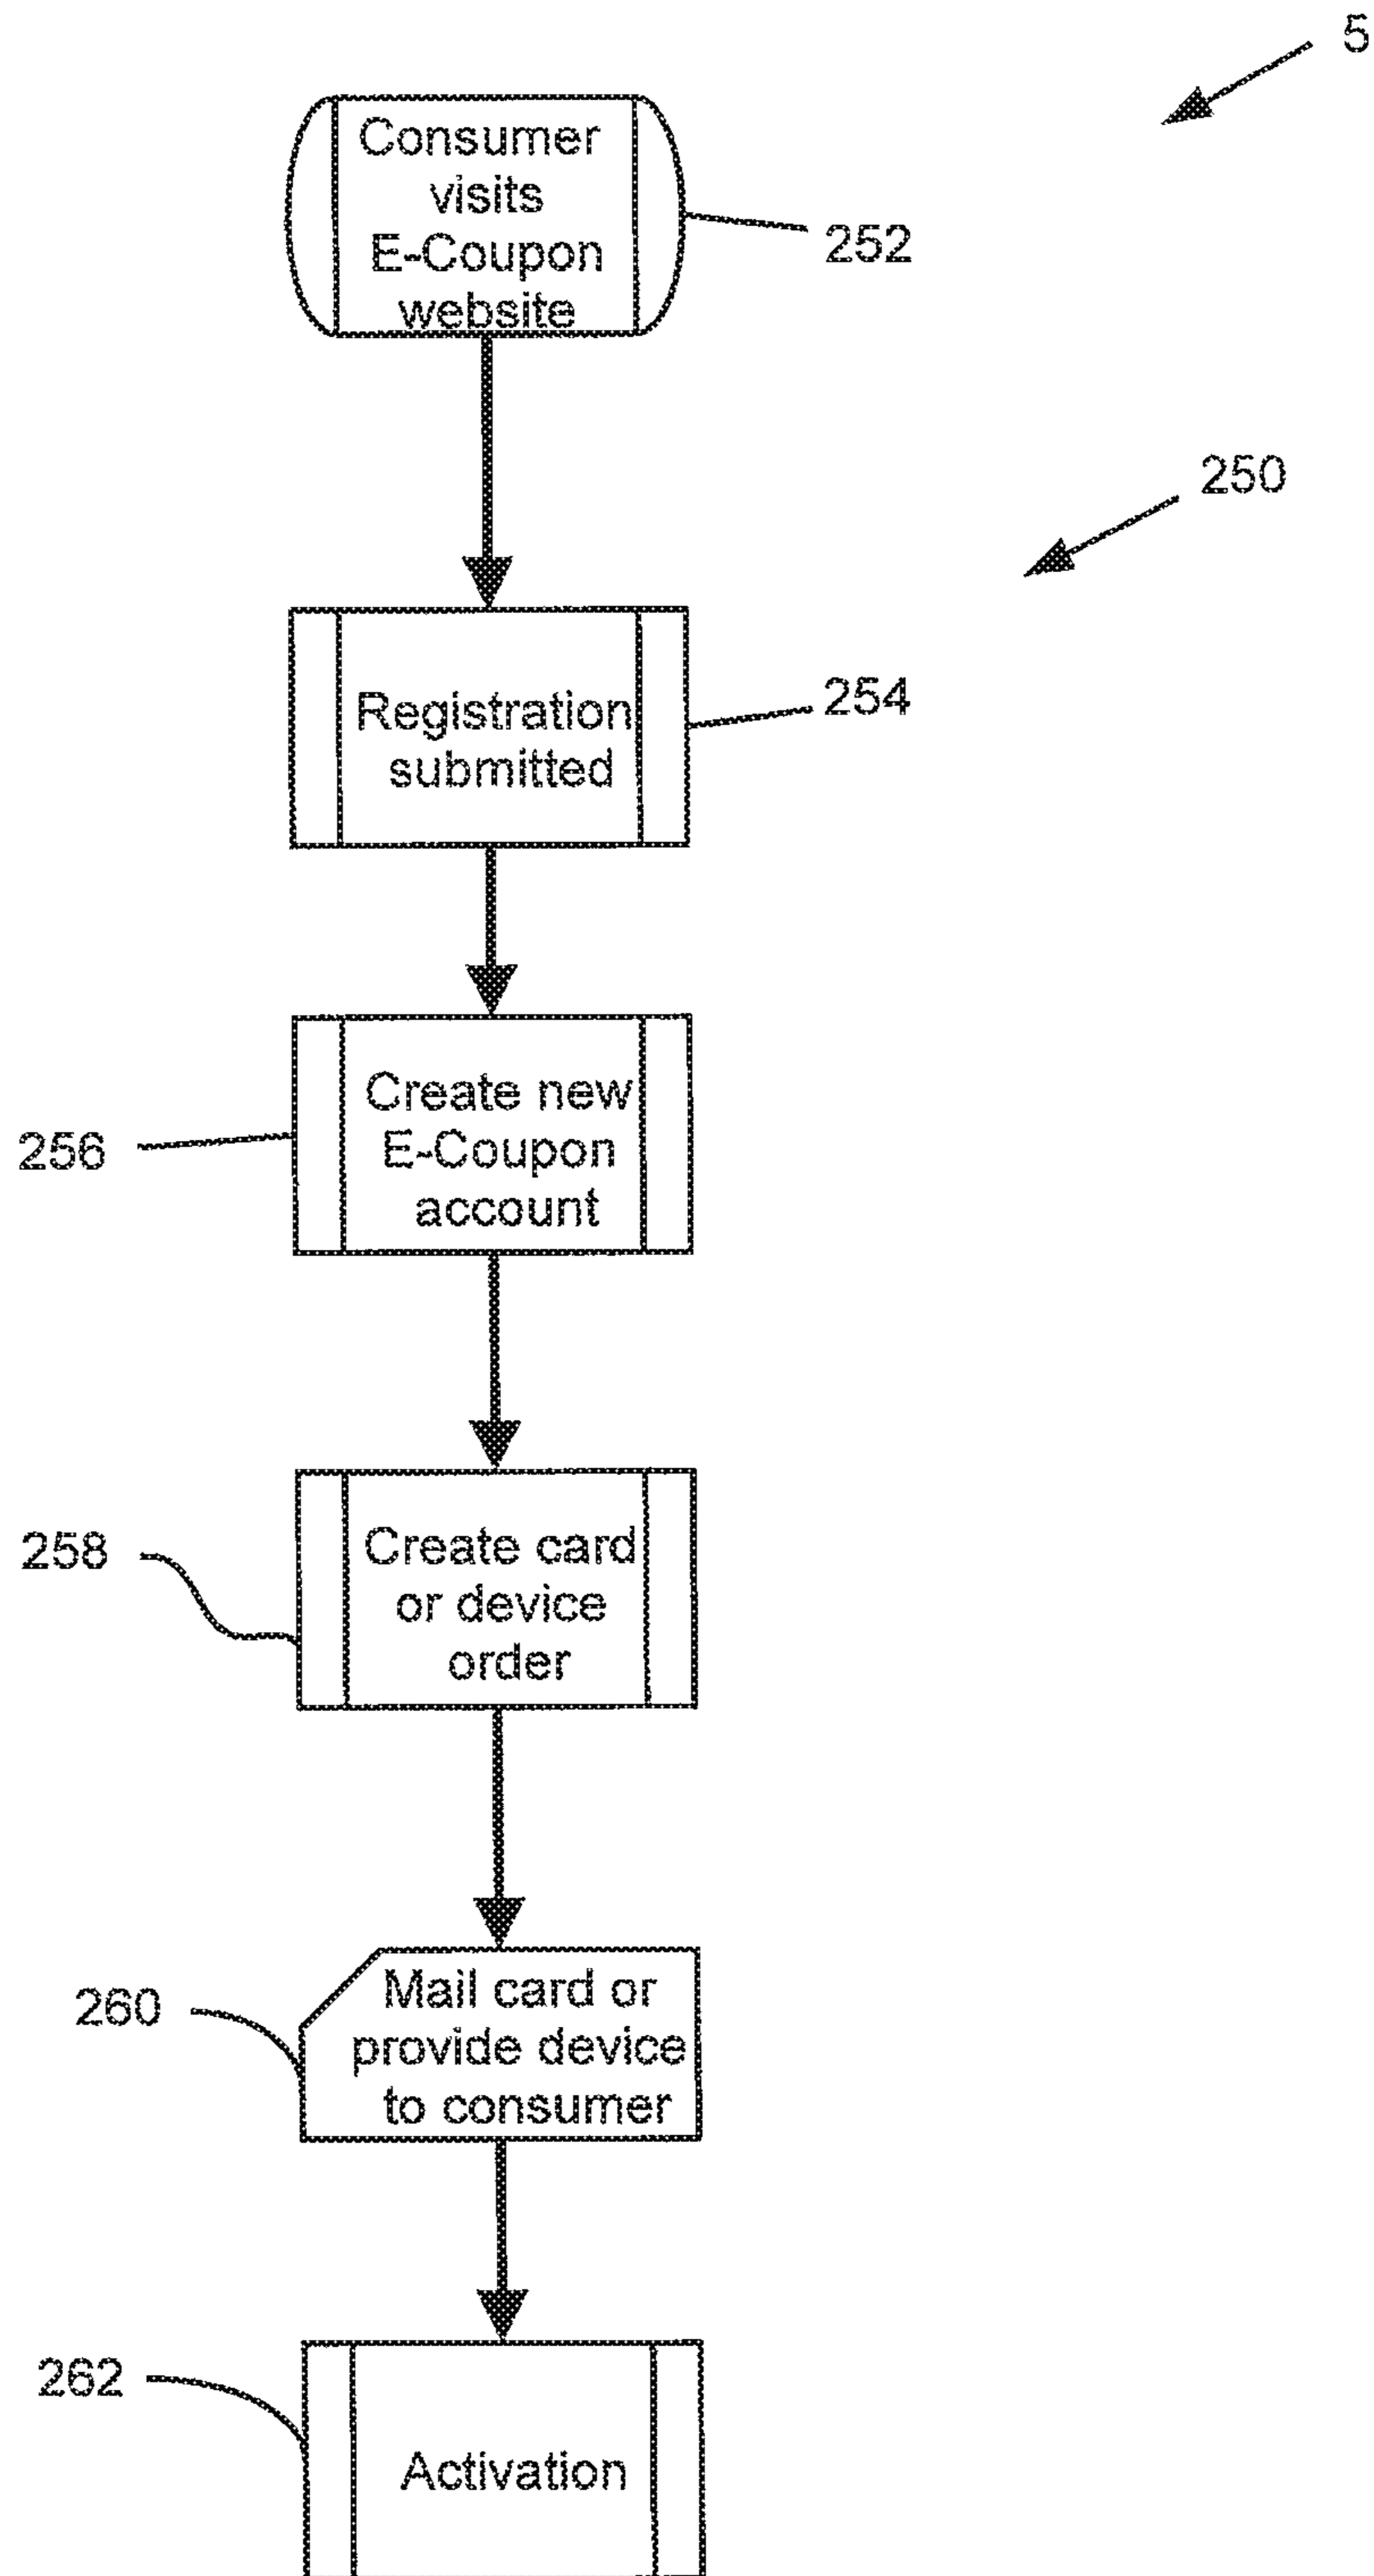 5
Consumer
visits
E-Coupon
website
252
250
Registration
submitted
254
Create new
E-Coupon
account
256
Create card
or device
order
258
Mail card or
provide device
to consumer
260
262
Activation